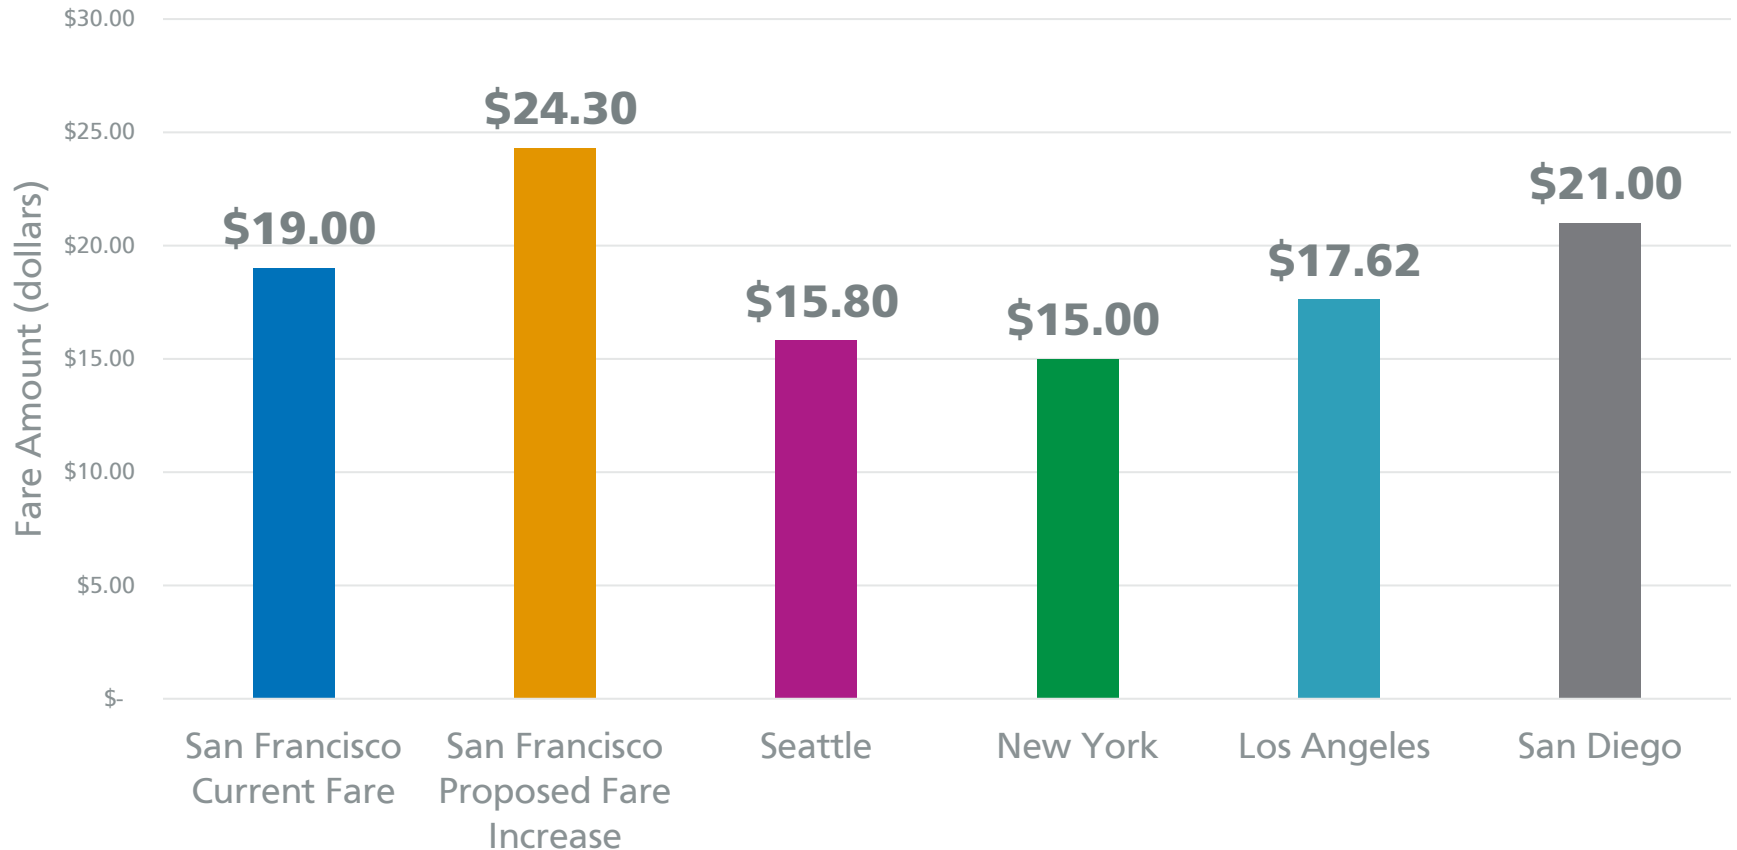 $30.00
$25.00
$20.00
$15.00
$10.00
$5.00
$-
Fare Amount (dollars)
$19.00
$24.30
$15.80
$15.00
$17.62
$21.00
San Francisco
Current Fare
San Francisco
Proposed Fare
Increase
Seattle
New York
Los Angeles
San Diego